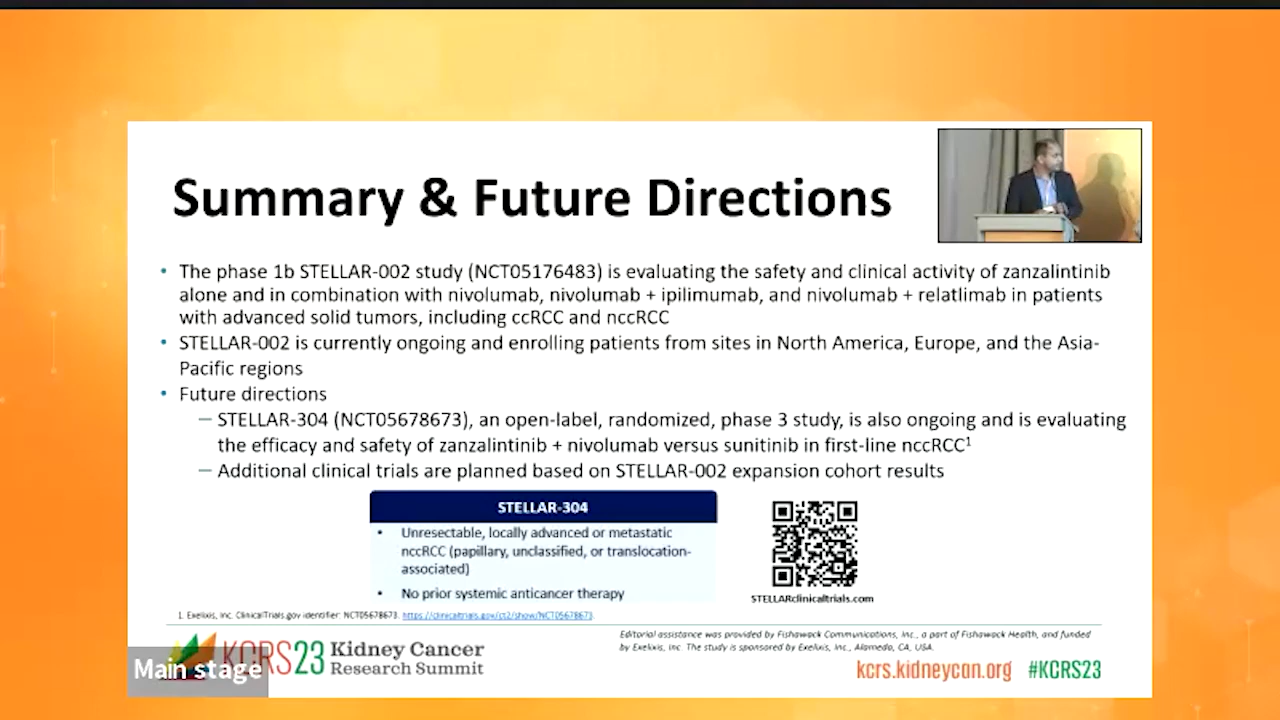 Summary & Future Directions
• The phase 1b STELLAR-002 study (NCT05176483) is evaluating the safety and clinical activity of zanzalintinib
alone and in combination with nivolumab, nivolumab + ipilimumab, and nivolumab + relatlimab in patients
with advanced solid tumors, including ccRCC and nccRCC
• STELLAR-002 is currently ongoing and enrolling patients from sites in North America, Europe, and the Asia-
Pacific regions
• Future directions
— STELLAR-304 (NCT05678673), an open-label, randomized, phase 3 study, is also ongoing and is evaluating
the efficacy and safety of zanzalintinib + nivolumab versus sunitinib in first-line nccRCC¹
— Additional clinical trials are planned based on STELLAR-002 expansion cohort results
STELLAR-304
• Unresectable, locally advanced or metastatic
nccRCC (papillary, unclassified, or translocation-
associated)
• No prior systemic anticancer therapy
STELLARclinicaltrials.com
1. Exelixis, Inc. ClinicalTrials.gov identifier: NCT05678673. https://clinicaltrials.gov/ct2/show/NCT05678673.
Editorial assistance was provided by Fishawack Communications, Inc., a part of Fishawack Health, and funded
by Exelixis, Inc. The study is sponsored by Exelixis, Inc., Alameda, CA, USA.
KCRS23 Kidney Cancer
Research Summit
Main stage
kcrs.kidneycan.org #KCRS23